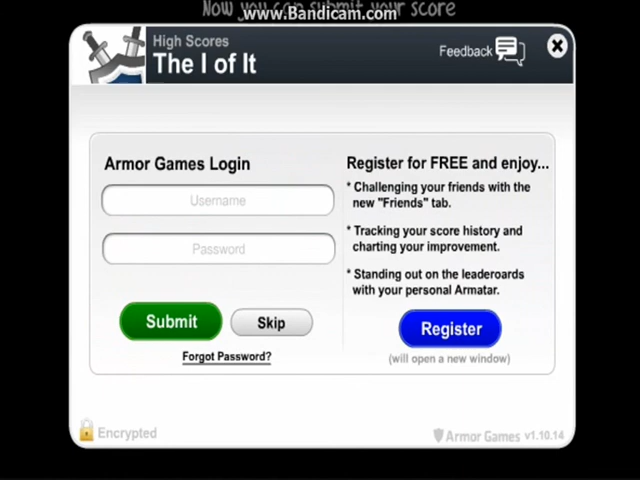 Now you can submit your score
www.Bandicam.com
High Scores
The I of It
Feedback
Armor Games Login
Username
Password
Submit
Skip
Forgot Password?
Register for FREE and enjoy...
* Challenging your friends with the
new "Friends" tab.
* Tracking your score history and
charting your improvement.
* Standing out on the leaderoards
with your personal Armatar.
Register
(will open a new window)
Encrypted
Armor Games v1.10.14